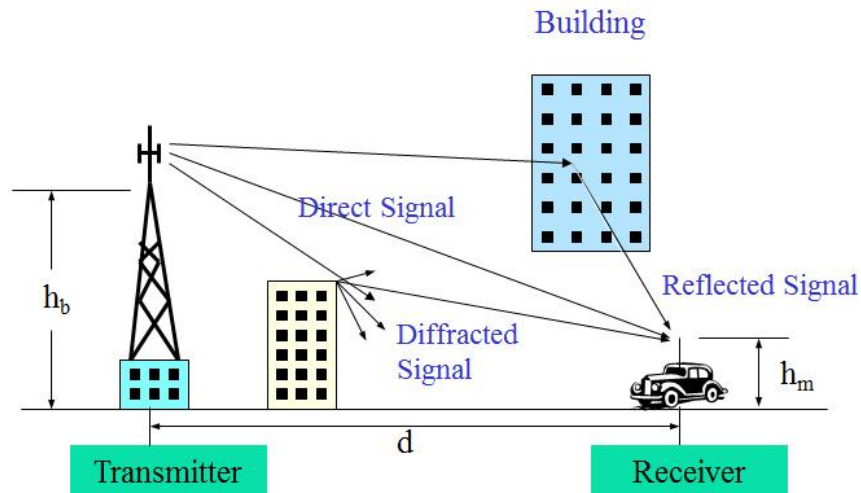 Building
Direct Signal
h_b
Reflected Signal
Diffracted
Signal
h_m
d
Transmitter
Receiver